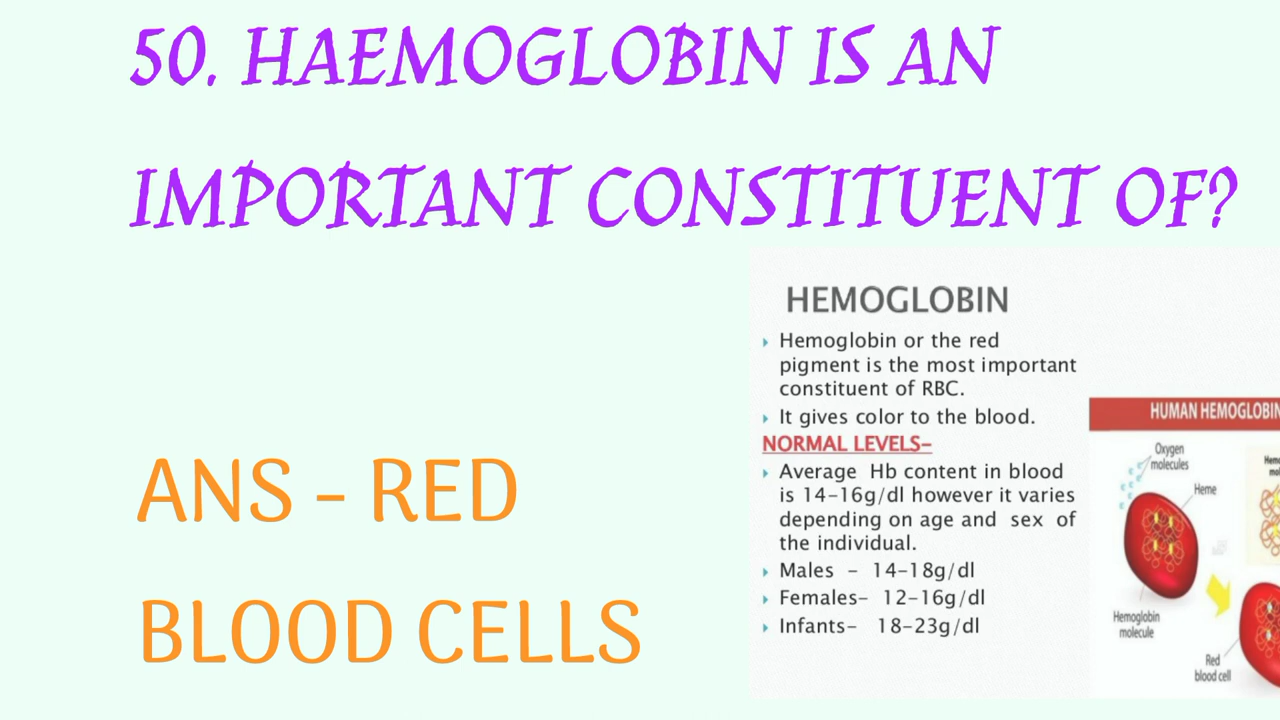 50. HAEMOGLOBIN IS AN
IMPORTANT CONSTITUENT OF?
ANS - RED
BLOOD CELLS
HEMOGLOBIN
Hemoglobin or the red
pigment is the most important
constituent of RBC.
It gives color to the blood.
NORMAL LEVELS-
Average Hb content in blood
is 14-16g/dl however it varies
depending on age and sex of
the individual.
Males - 14-18g/dl
Females- 12-16g/dl
Infants- 18-23g/dl
HUMAN HEMOGLOBIN
Oxygen
molecules
Heme
Hemoglobin
molecule
Red
blood cell